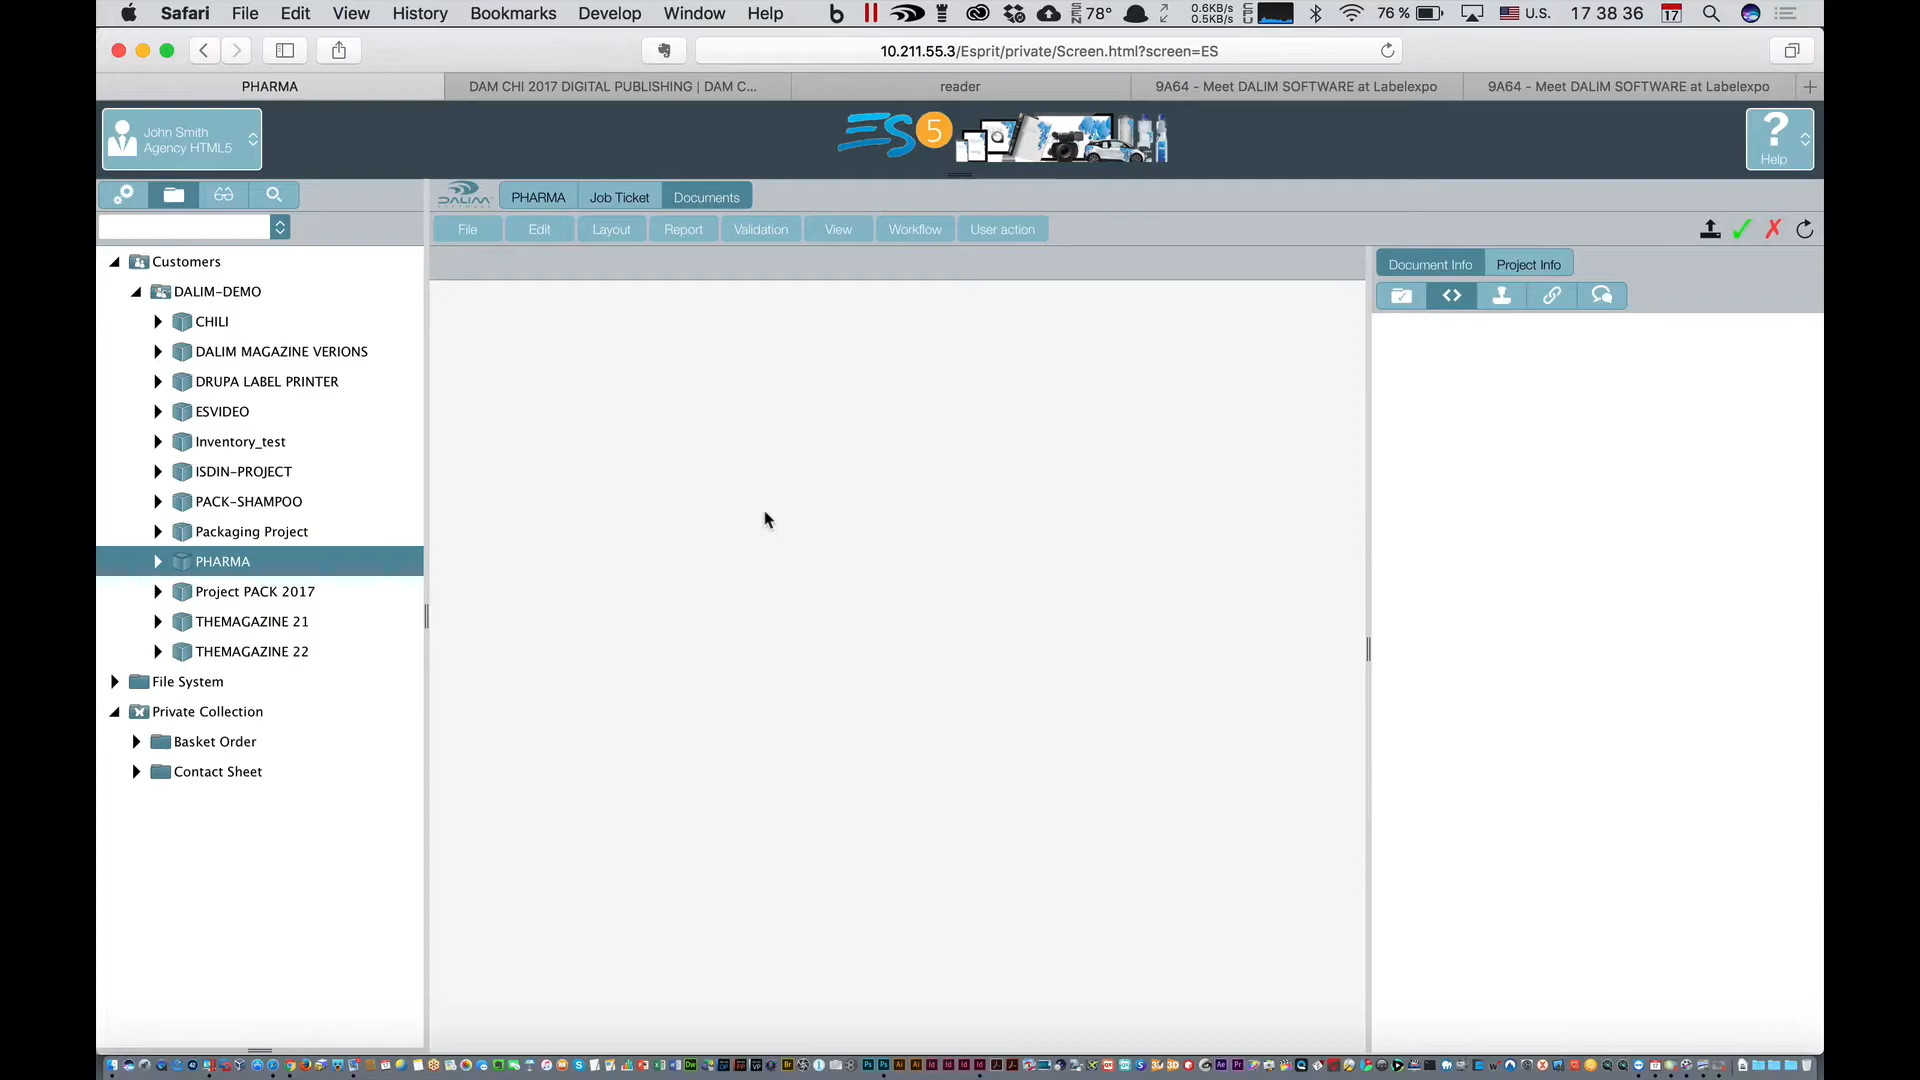 Safari File Edit View History Bookmarks Develop Window Help
78° 0.6KB/s 0.5KB/s 76 % U.S. 17 38 36 17
10.211.55.3/Esprit/private/Screen.html?screen=ES
PHARMA
DAM CHI 2017 DIGITAL PUBLISHING | DAM C...
reader
9A64 - Meet DALIM SOFTWARE at Labelexpo
9A64 - Meet DALIM SOFTWARE at Labelexpo
John Smith
Agency HTML5
ES 5
? Help
DALIM
PHARMA Job Ticket Documents
File Edit Layout Report Validation View Workflow User action
Customers
DALIM-DEMO
CHILI
DALIM MAGAZINE VERIONS
DRUPA LABEL PRINTER
ESVIDEO
Inventory_test
ISDIN-PROJECT
PACK-SHAMPOO
Packaging Project
PHARMA
Project PACK 2017
THEMAGAZINE 21
THEMAGAZINE 22
File System
Private Collection
Basket Order
Contact Sheet
Document Info Project Info